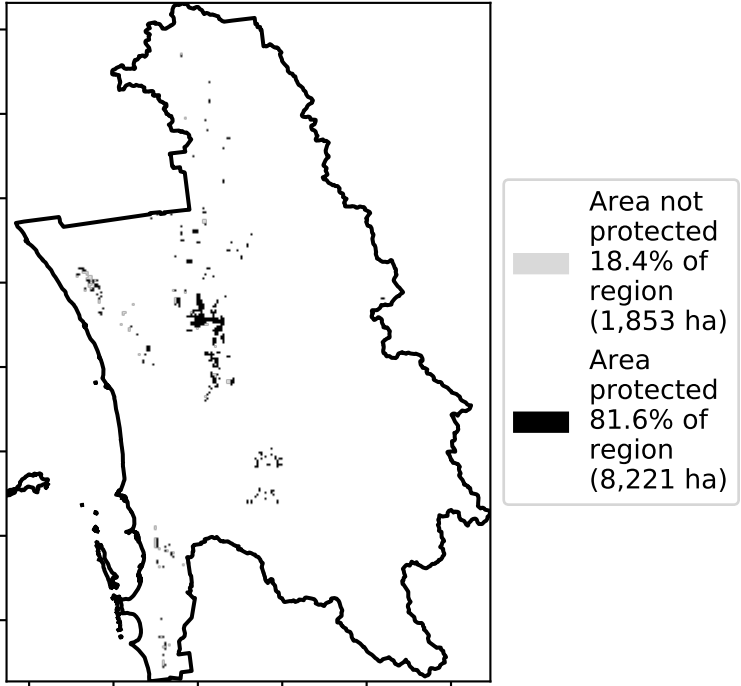 Area not
protected
18.4% of
region
(1,853 ha)
Area
protected
81.6% of
region
(8,221 ha)